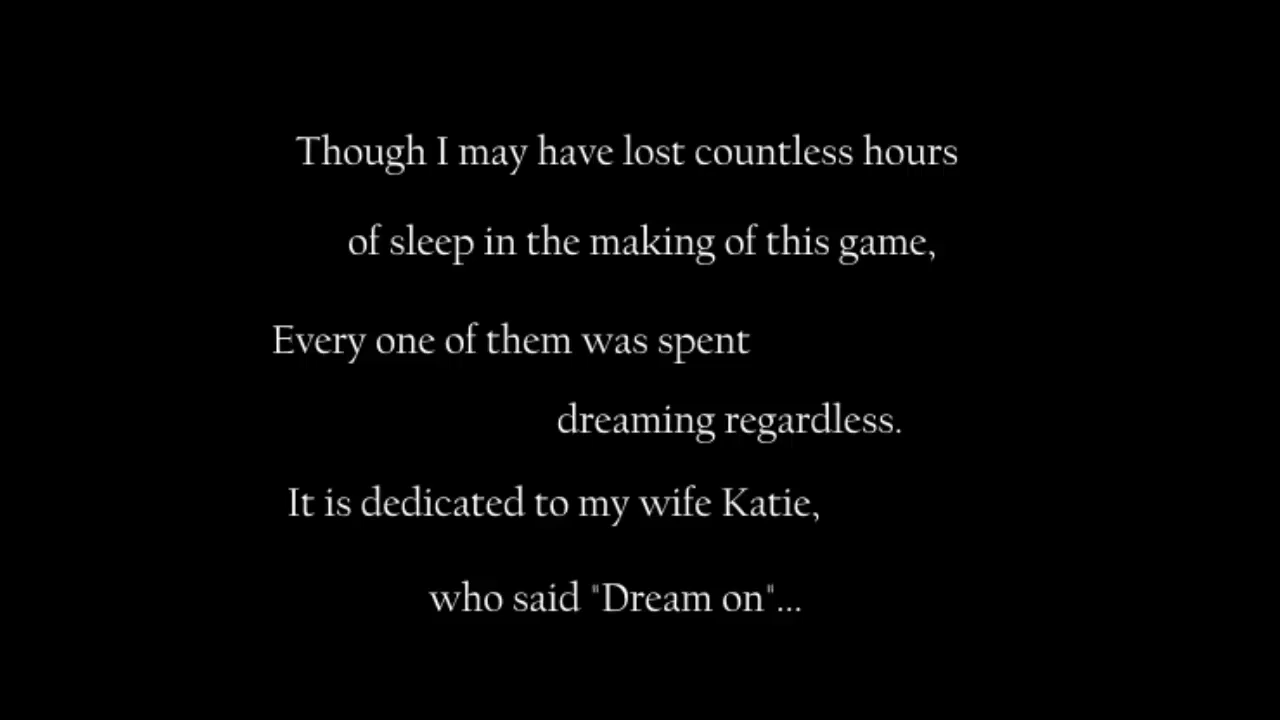 Though I may have lost countless hours
of sleep in the making of this game,
Every one of them was spent
dreaming regardless.
It is dedicated to my wife Katie,
who said "Dream on"...